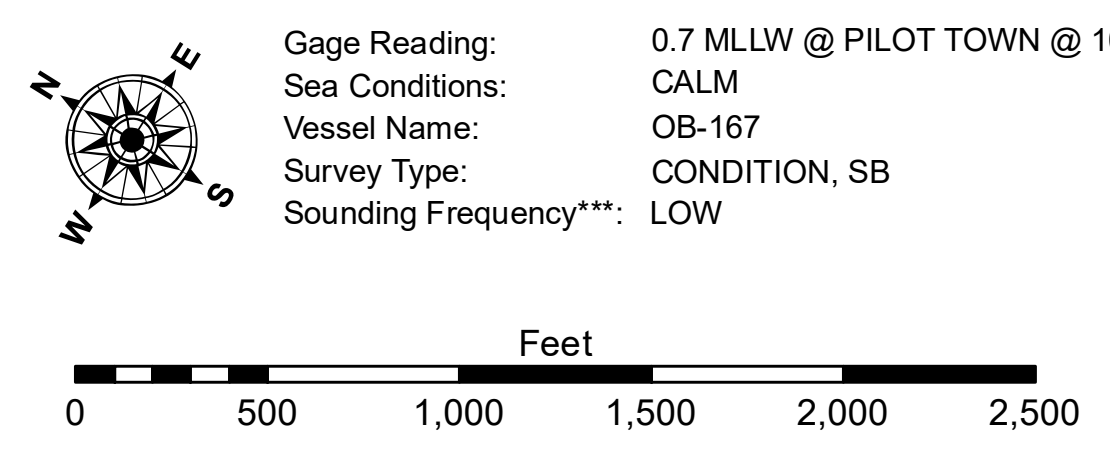 N
E
S
W
Gage Reading: 0.7 MLLW @ PILOT TOWN @
Sea Conditions: CALM
Vessel Name: OB-167
Survey Type: CONDITION, SB
Sounding Frequency***: LOW
Feet
0 500 1,000 1,500 2,000 2,500